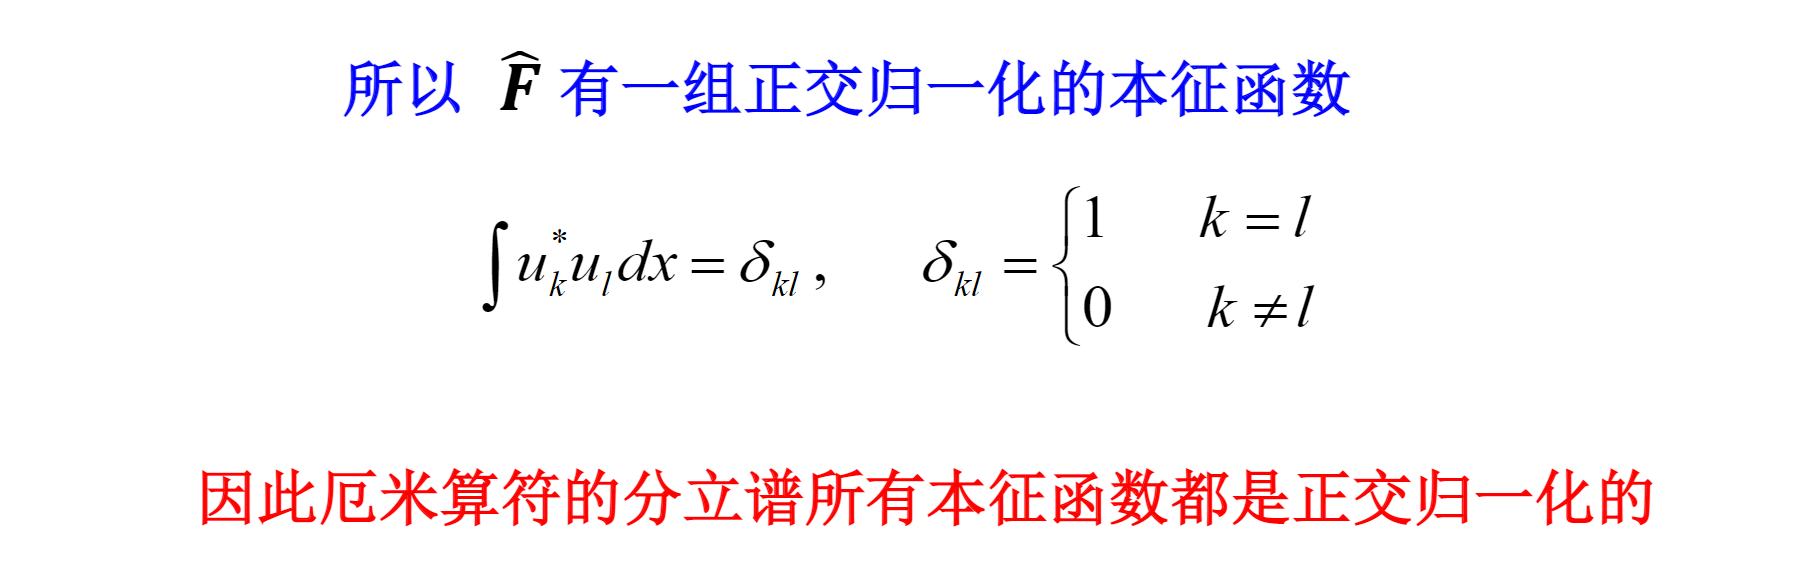 所以 $\hat{F}$ 有一组正交归一化的本征函数
$\int u_k^* u_l dx = \delta_{kl} , \quad \delta_{kl} = \begin{cases} 1 & k = l \\ 0 & k \neq l \end{cases}$
因此厄米算符的分立谱所有本征函数都是正交归一化的